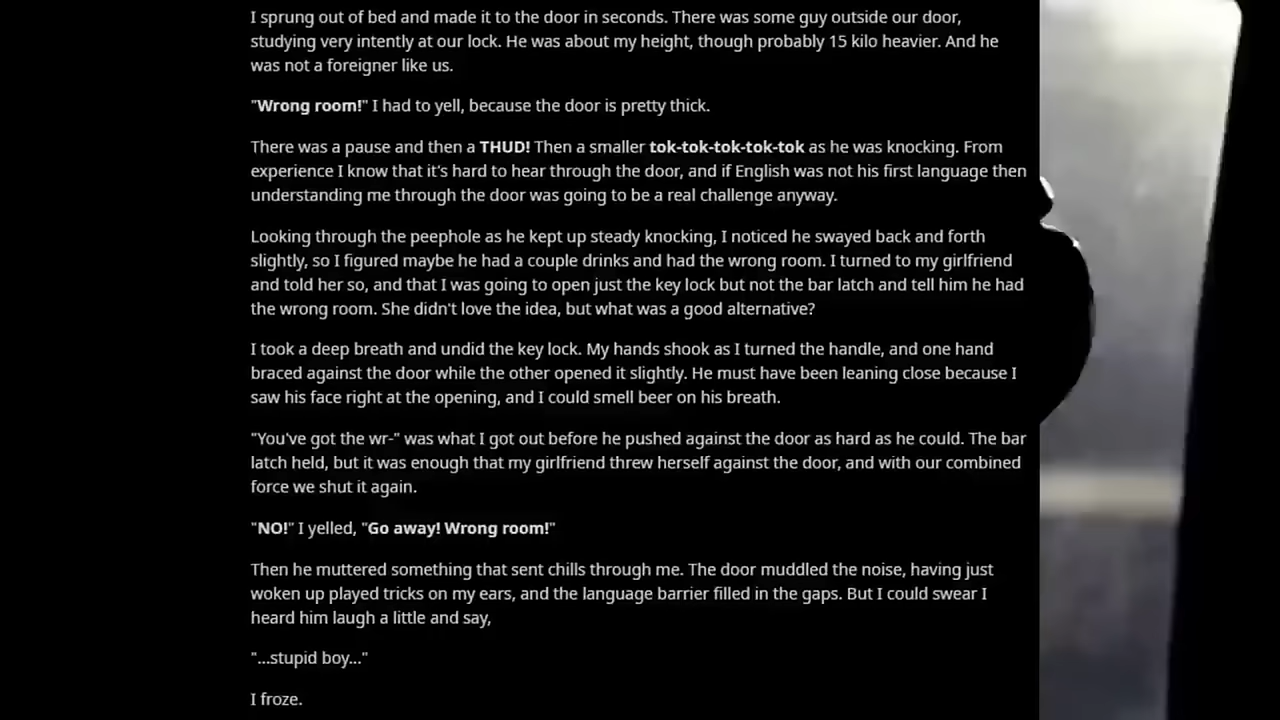 I sprung out of bed and made it to the door in seconds. There was some guy outside our door,
studying very intently at our lock. He was about my height, though probably 15 kilo heavier. And he
was not a foreigner like us.
"Wrong room!" I had to yell, because the door is pretty thick.
There was a pause and then a THUD! Then a smaller tok-tok-tok-tok-tok as he was knocking. From
experience I know that it's hard to hear through the door, and if English was not his first language then
understanding me through the door was going to be a real challenge anyway.
Looking through the peephole as he kept up steady knocking, I noticed he swayed back and forth
slightly, so I figured maybe he had a couple drinks and had the wrong room. I turned to my girlfriend
and told her so, and that I was going to open just the key lock but not the bar latch and tell him he had
the wrong room. She didn't love the idea, but what was a good alternative?
I took a deep breath and undid the key lock. My hands shook as I turned the handle, and one hand
braced against the door while the other opened it slightly. He must have been leaning close because I
saw his face right at the opening, and I could smell beer on his breath.
"You've got the wr-" was what I got out before he pushed against the door as hard as he could. The bar
latch held, but it was enough that my girlfriend threw herself against the door, and with our combined
force we shut it again.
"NO!" I yelled, "Go away! Wrong room!"
Then he muttered something that sent chills through me. The door muddled the noise, having just
woken up played tricks on my ears, and the language barrier filled in the gaps. But I could swear I
heard him laugh a little and say,
"...stupid boy..."
I froze.